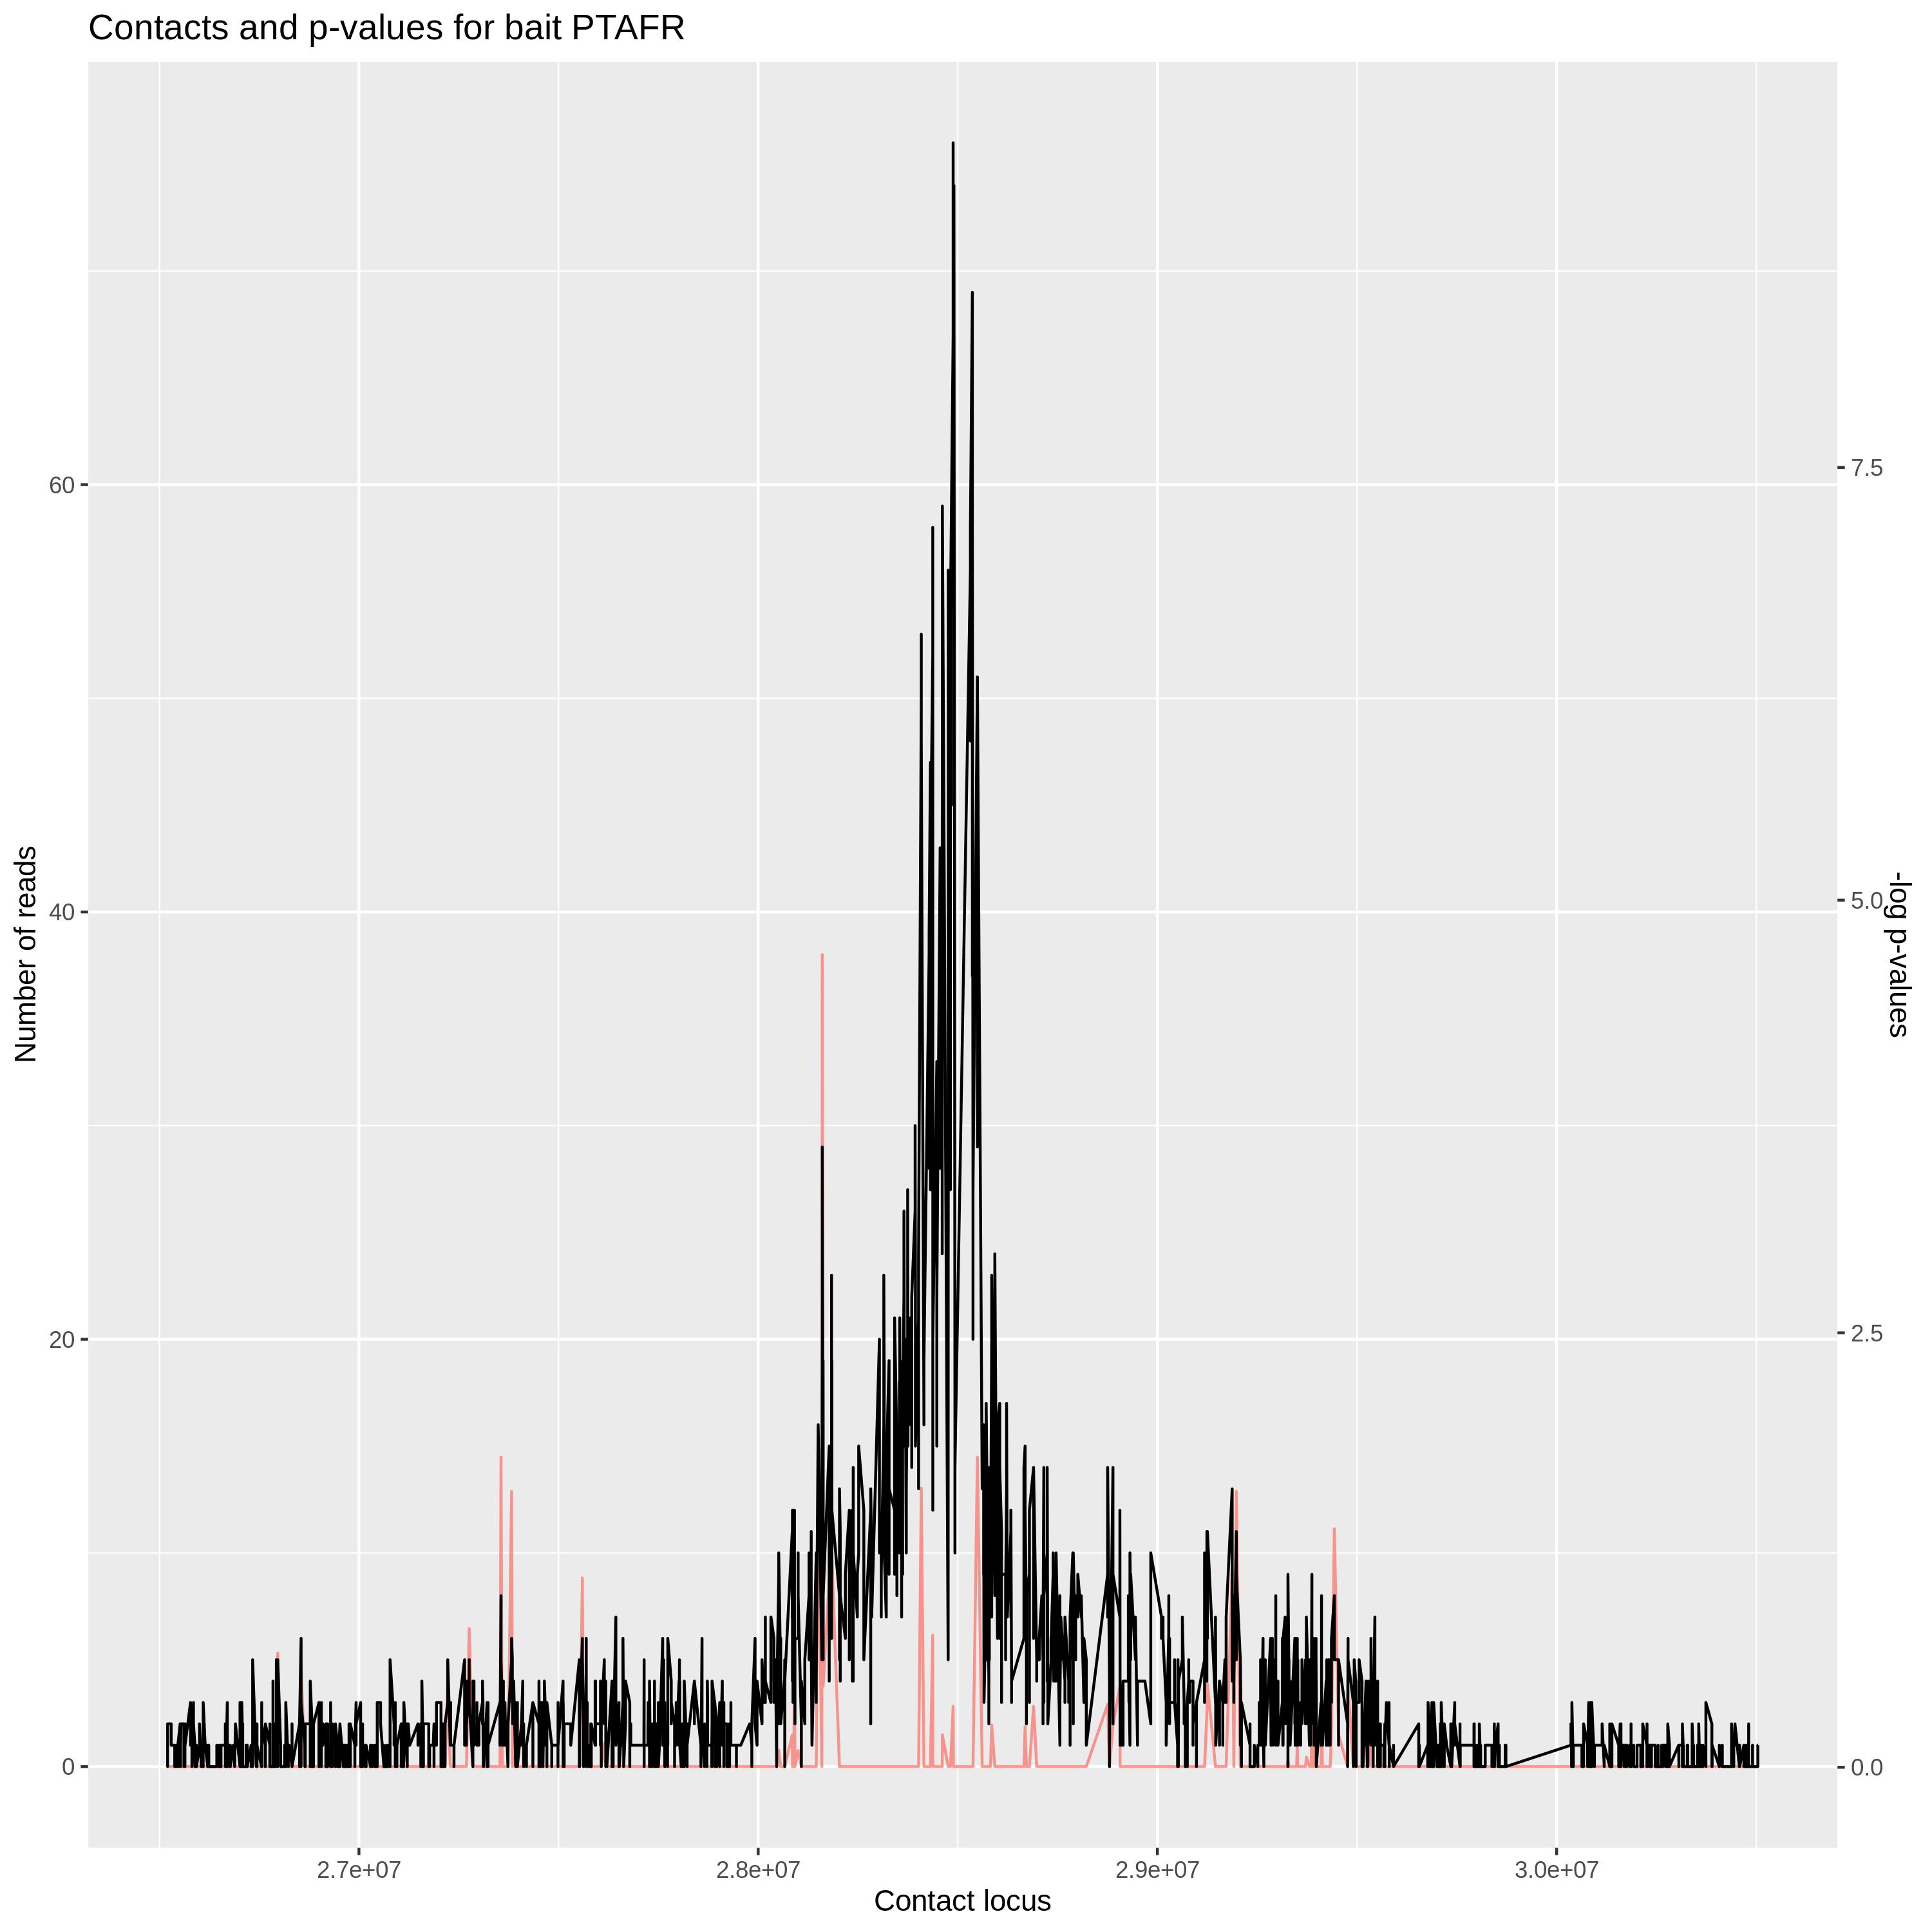 Contacts and p-values for bait PTAFR
Number of reads
60
40
20
0
7.5
5.0
2.5
0.0
-log p-values
2.7e+07
2.8e+07
2.9e+07
3.0e+07
Contact locus